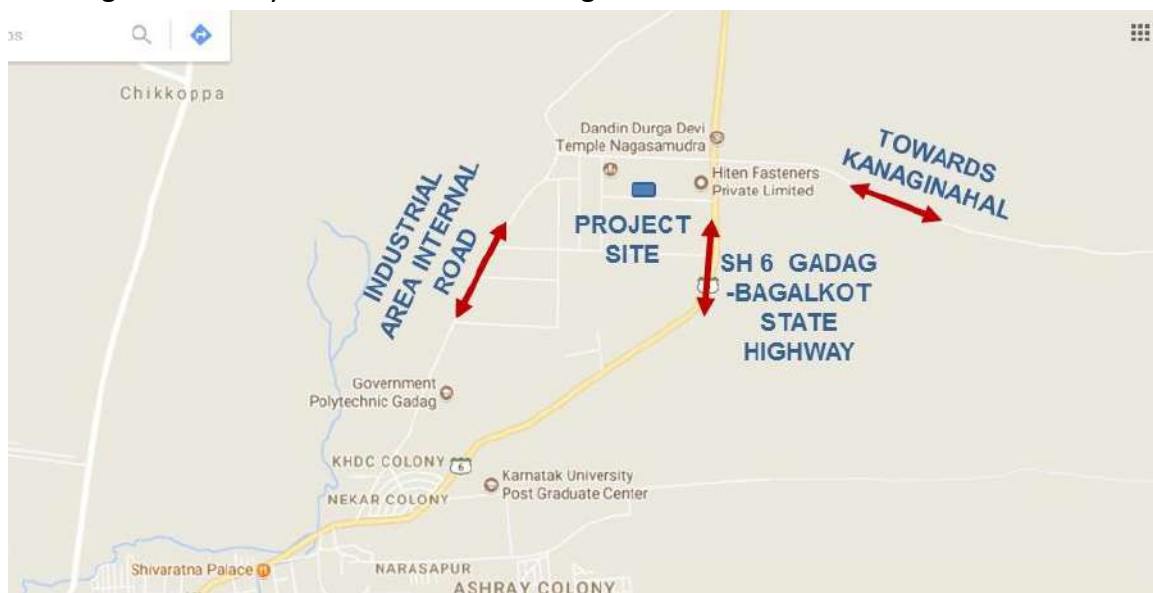 Chikkoppa
Dandin Durga Devi
Temple Nagasamudra
Hiten Fasteners
Private Limited
TOWARDS
KANAGINAHAL
INDUSTRIAL
AREA INTERNAL
ROAD
PROJECT
SITE
SH 6 GADAG
-BAGALKOT
STATE
HIGHWAY
6
Government
Polytechnic Gadag
KHDC COLONY
6
Karnatak University
Post Graduate Center
NEKAR COLONY
Shivaratna Palace
NARASAPUR
ASHRAY COLONY